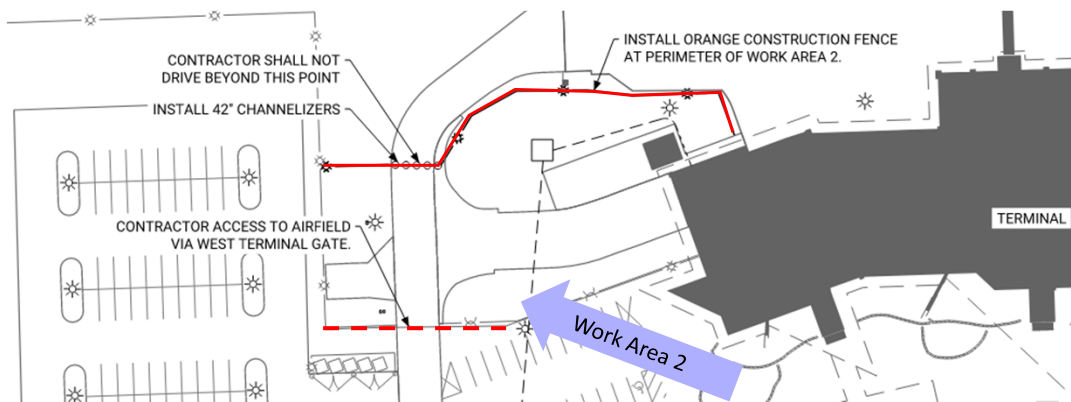 CONTRACTOR SHALL NOT
DRIVE BEYOND THIS POINT
INSTALL 42" CHANNELIZERS
INSTALL ORANGE CONSTRUCTION FENCE
AT PERIMETER OF WORK AREA 2.
CONTRACTOR ACCESS TO AIRFIELD
VIA WEST TERMINAL GATE.
TERMINAL
Work Area 2